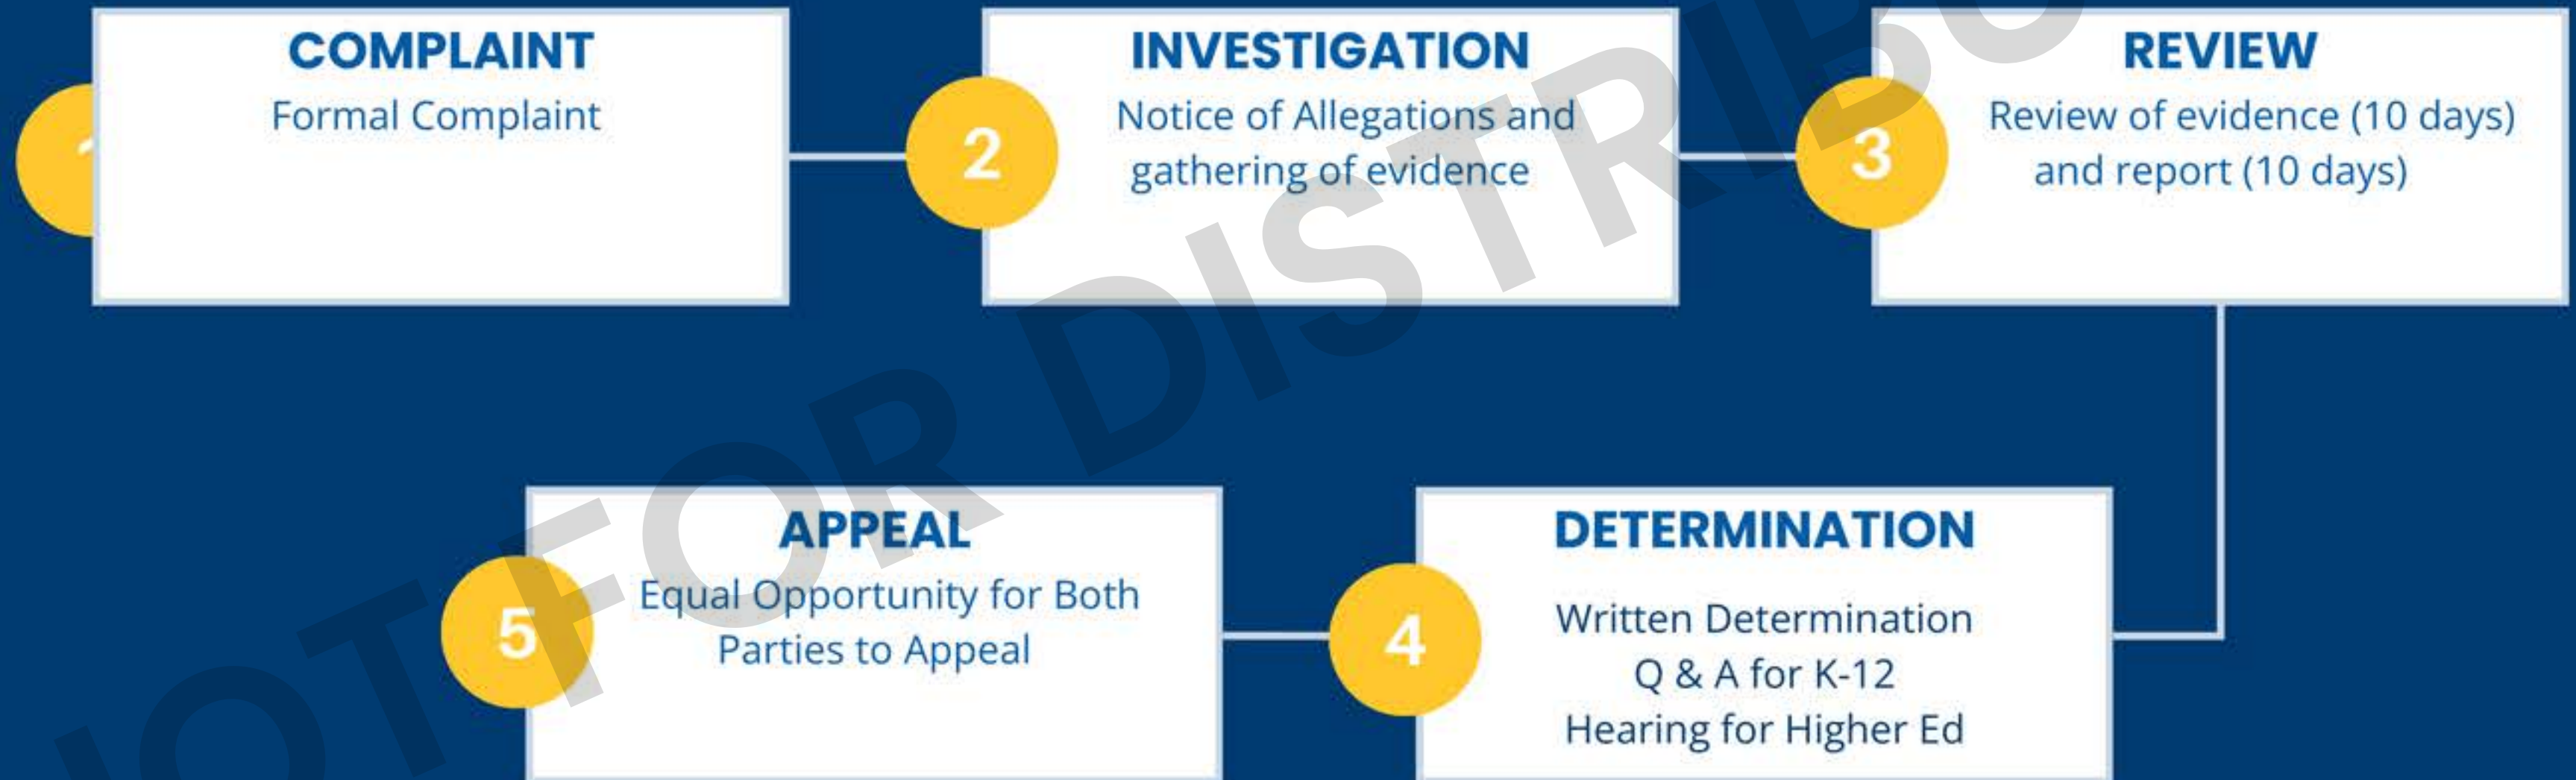 COMPLAINT
Formal Complaint
INVESTIGATION
2
Notice of Allegations and
gathering of evidence
REVIEW
3
Review of evidence (10 days)
and report (10 days)
DETERMINATION
4
Written Determination
Q & A for K-12
Hearing for Higher Ed
APPEAL
5
Equal Opportunity for Both
Parties to Appeal
FOR